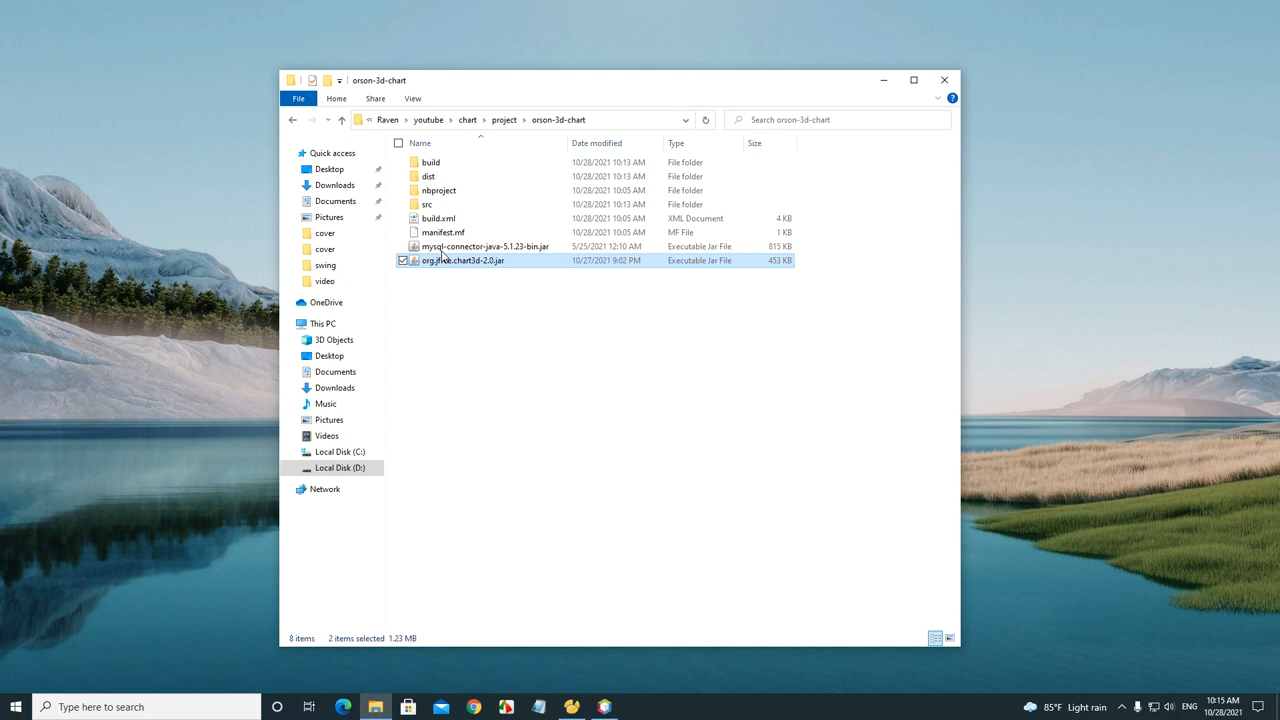 orson-3d-chart
File Home Share View
« Raven youtube chart project orson-3d-chart
Search orson-3d-chart
Name Date modified Type Size
Quick access
Desktop
Downloads
Documents
Pictures
cover
cover
swing
video
OneDrive
This PC
3D Objects
Desktop
Documents
Downloads
Music
Pictures
Videos
Local Disk (C:)
Local Disk (D:)
Network
build 10/28/2021 10:13 AM File folder
dist 10/28/2021 10:13 AM File folder
nbproject 10/28/2021 10:05 AM File folder
src 10/28/2021 10:13 AM File folder
build.xml 10/28/2021 10:05 AM XML Document 4 KB
manifest.mf 10/28/2021 10:05 AM MF File 1 KB
mysql-connector-java-5.1.23-bin.jar 5/25/2021 12:10 AM Executable Jar File 815 KB
org.jfree.chart3d-2.0.jar 10/27/2021 9:02 PM Executable Jar File 453 KB
8 items 2 items selected 1.23 MB
Type here to search
85°F Light rain
ENG
10:15 AM
10/28/2021